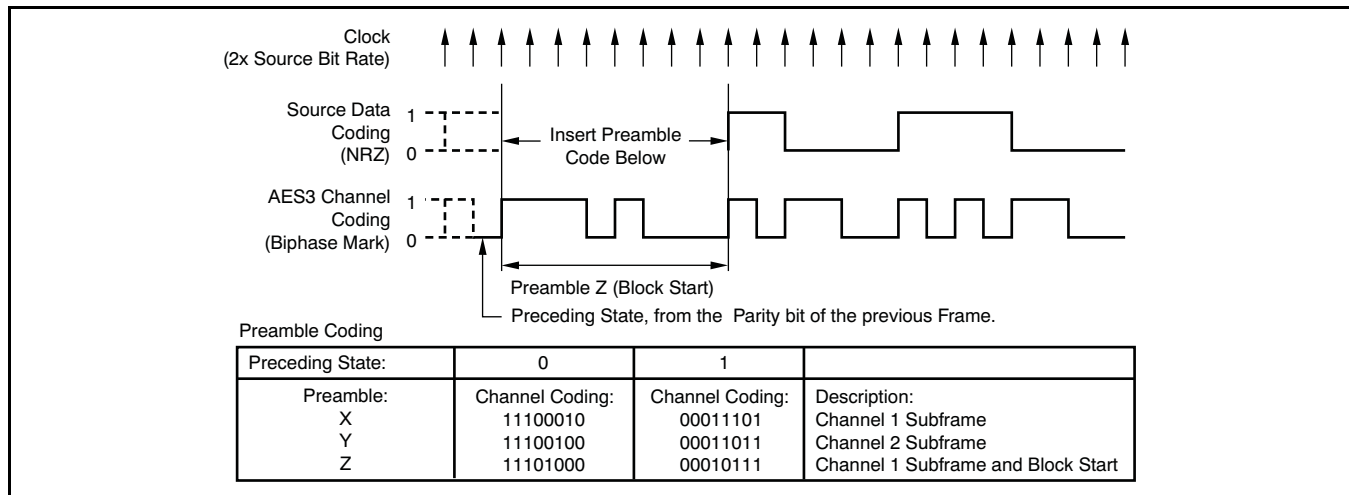 Clock
(2x Source Bit Rate)
Source Data
Coding
(NRZ)
1
0
Insert Preamble
Code Below
AES3 Channel
Coding
(Biphase Mark)
1
0
Preamble Z (Block Start)
Preceding State, from the Parity bit of the previous Frame.
Preamble Coding
Preceding State: 0 1
Preamble: Channel Coding: Channel Coding: Description:
X 11100010 00011101 Channel 1 Subframe
Y 11100100 00011011 Channel 2 Subframe
Z 11101000 00010111 Channel 1 Subframe and Block Start